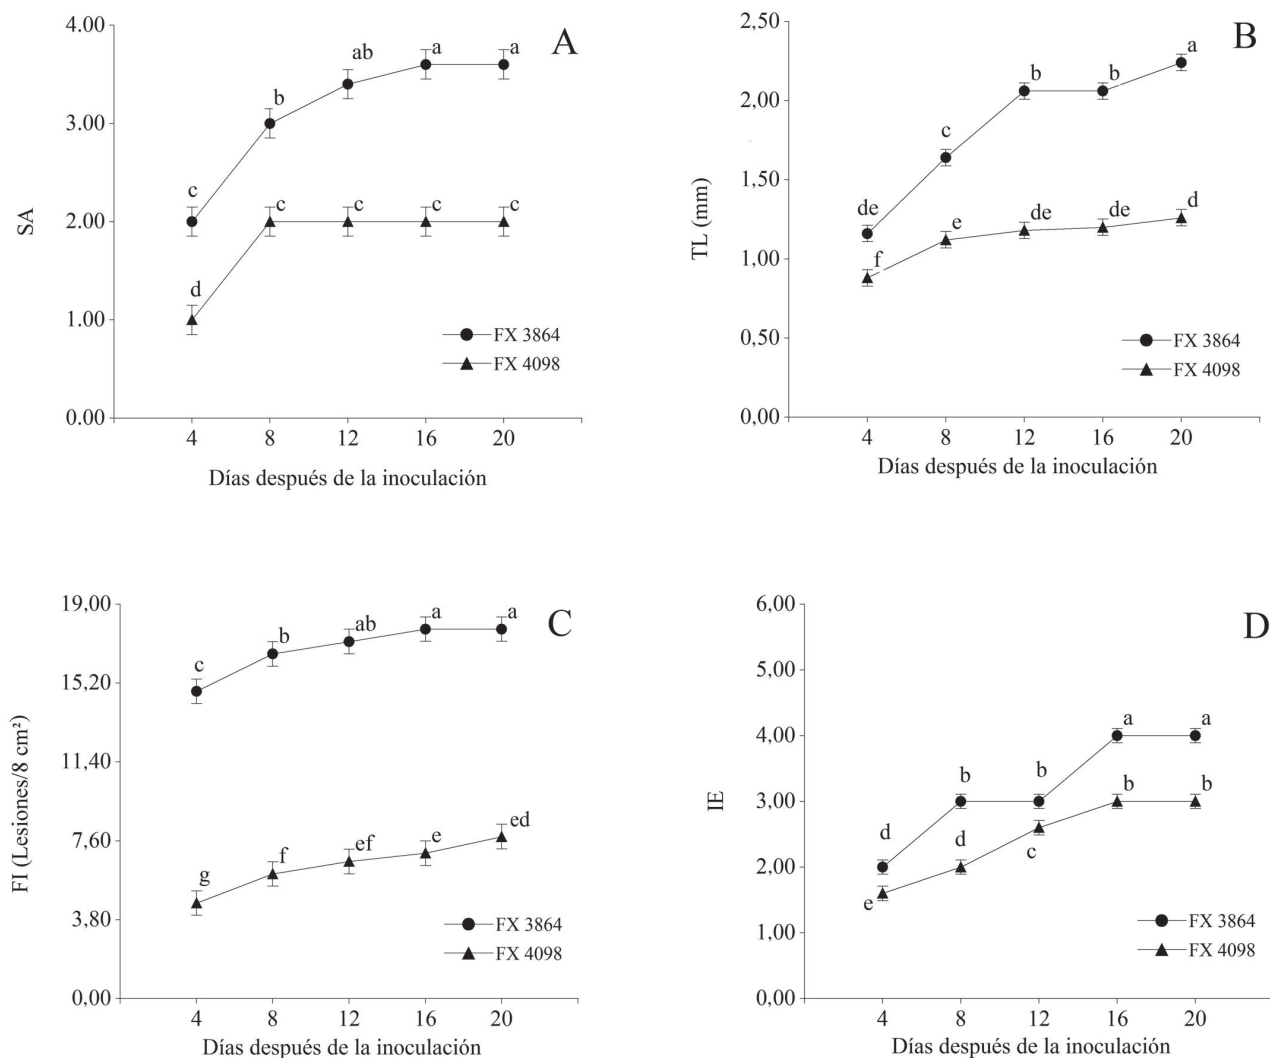 A
4.00
3.00
2.00
1.00
0.00
SA
c
b
ab
a
a
d
c
c
c
c
FX 3864
FX 4098
4 8 12 16 20
Días después de la inoculación
B
2,50
2,00
1,50
1,00
0,50
0,00
TL (mm)
de
c
b
b
a
f
e
de
de
d
FX 3864
FX 4098
4 8 12 16 20
Días después de la inoculación
C
19,00
15,20
11,40
7,60
3,80
0,00
FI (Lesiones/8 cm²)
c
b
ab
a
a
g
f
ef
e
ed
FX 3864
FX 4098
4 8 12 16 20
Días después de la inoculación
D
6,00
5,00
4,00
3,00
2,00
1,00
0,00
IE
d
b
b
a
a
e
d
c
b
b
FX 3864
FX 4098
4 8 12 16 20
Días después de la inoculación